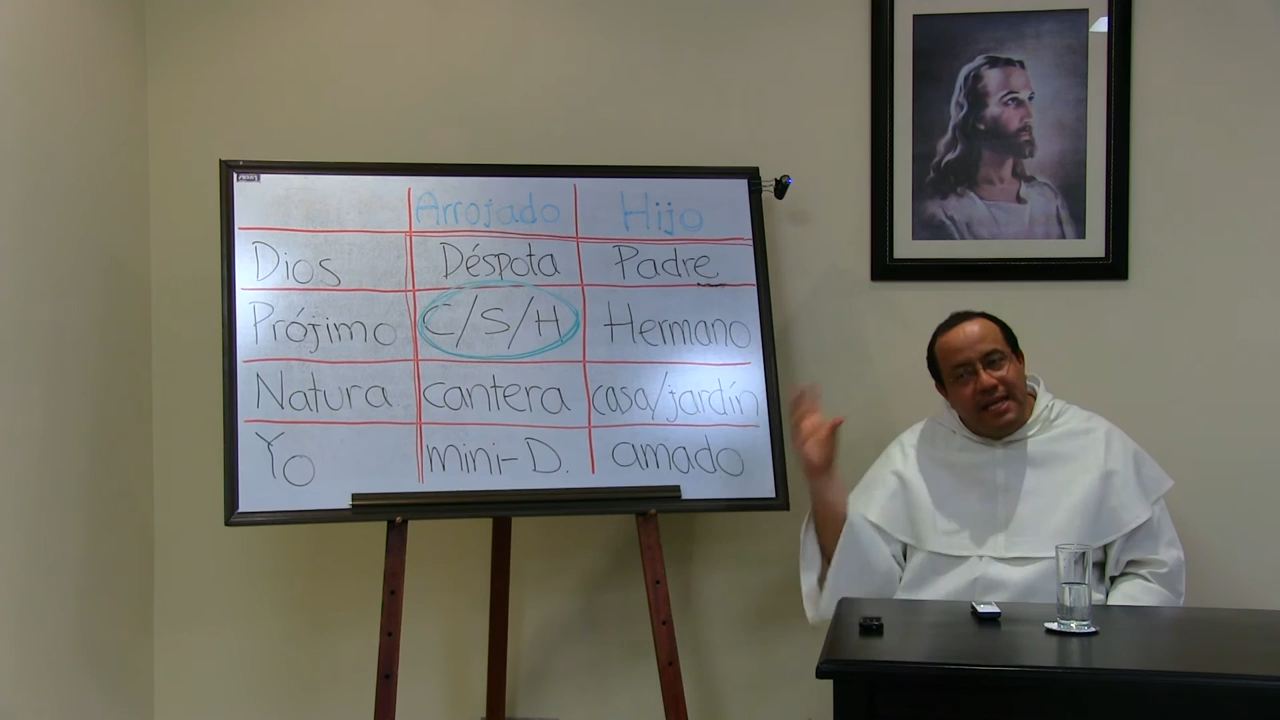 Arrojado Hijo
Dios Déspota Padre
Prójimo C/S/H Hermano
Natura cantera casa/jardín
Yo mini-D. amado